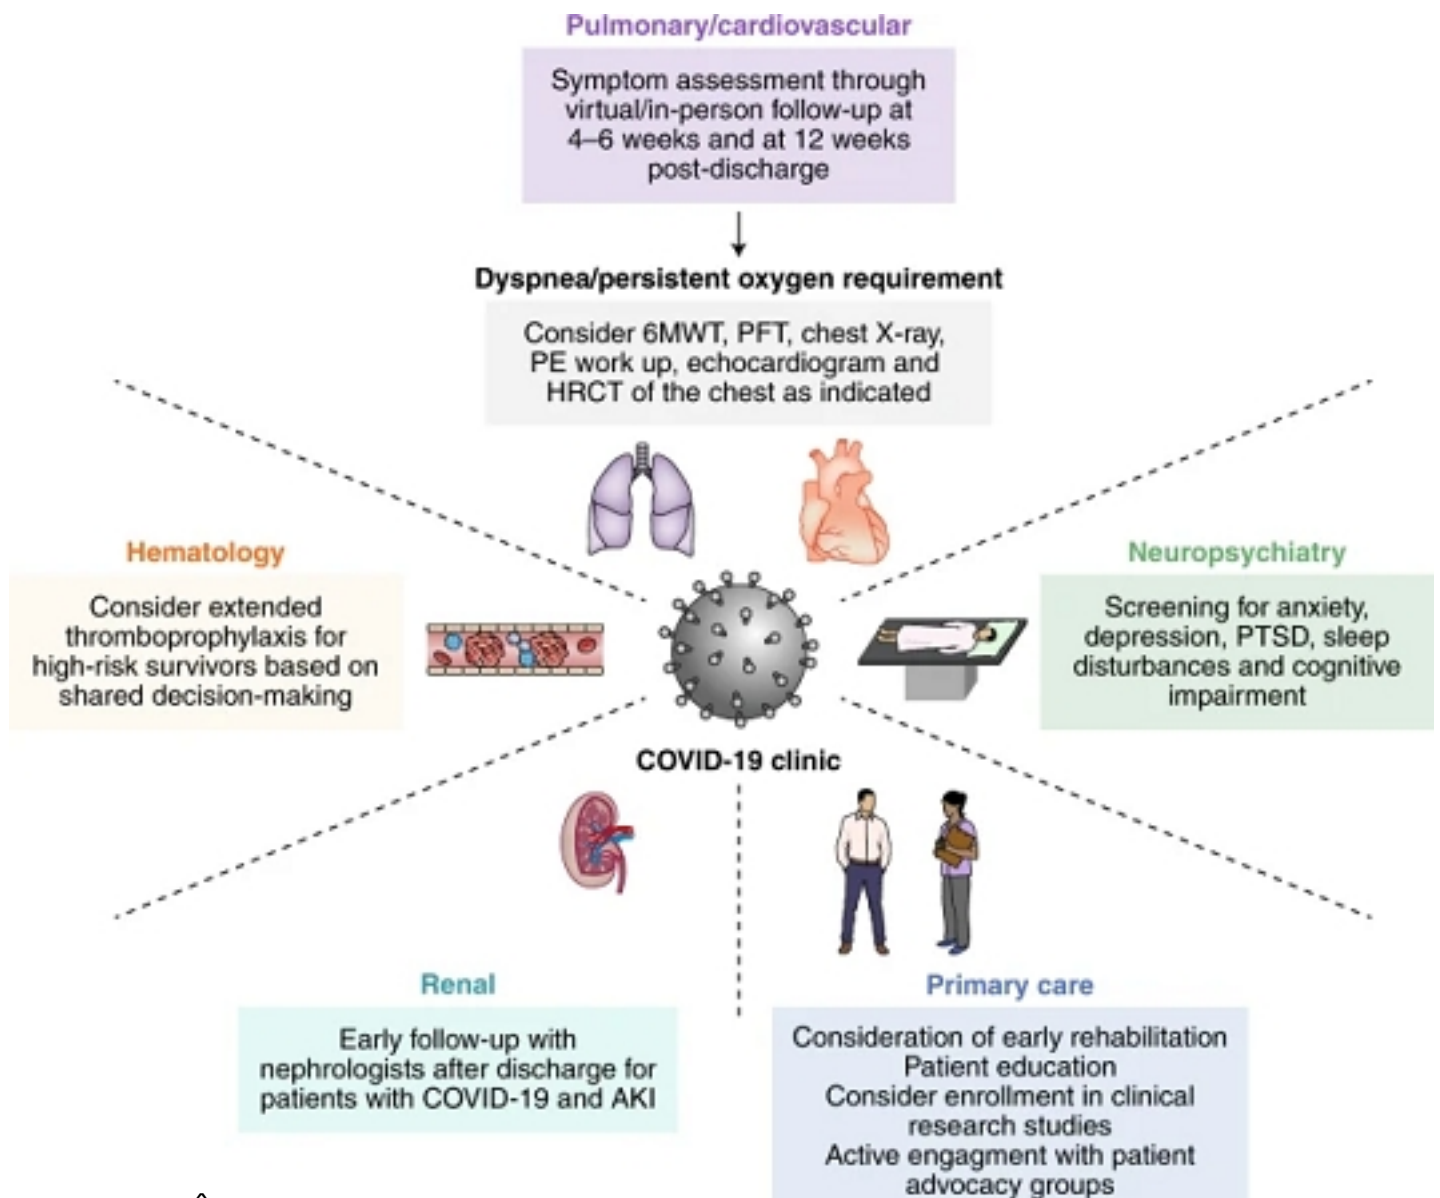 Pulmonary/cardiovascular
Symptom assessment through
virtual/in-person follow-up at
4–6 weeks and at 12 weeks
post-discharge
Dyspnea/persistent oxygen requirement
Consider 6MWT, PFT, chest X-ray,
PE work up, echocardiogram and
HRCT of the chest as indicated
Hematology
Consider extended
thromboprophylaxis for
high-risk survivors based on
shared decision-making
Neuropsychiatry
Screening for anxiety,
depression, PTSD, sleep
disturbances and cognitive
impairment
COVID-19 clinic
Renal
Early follow-up with
nephrologists after discharge for
patients with COVID-19 and AKI
Primary care
Consideration of early rehabilitation
Patient education
Consider enrollment in clinical
research studies
Active engagment with patient
advocacy groups